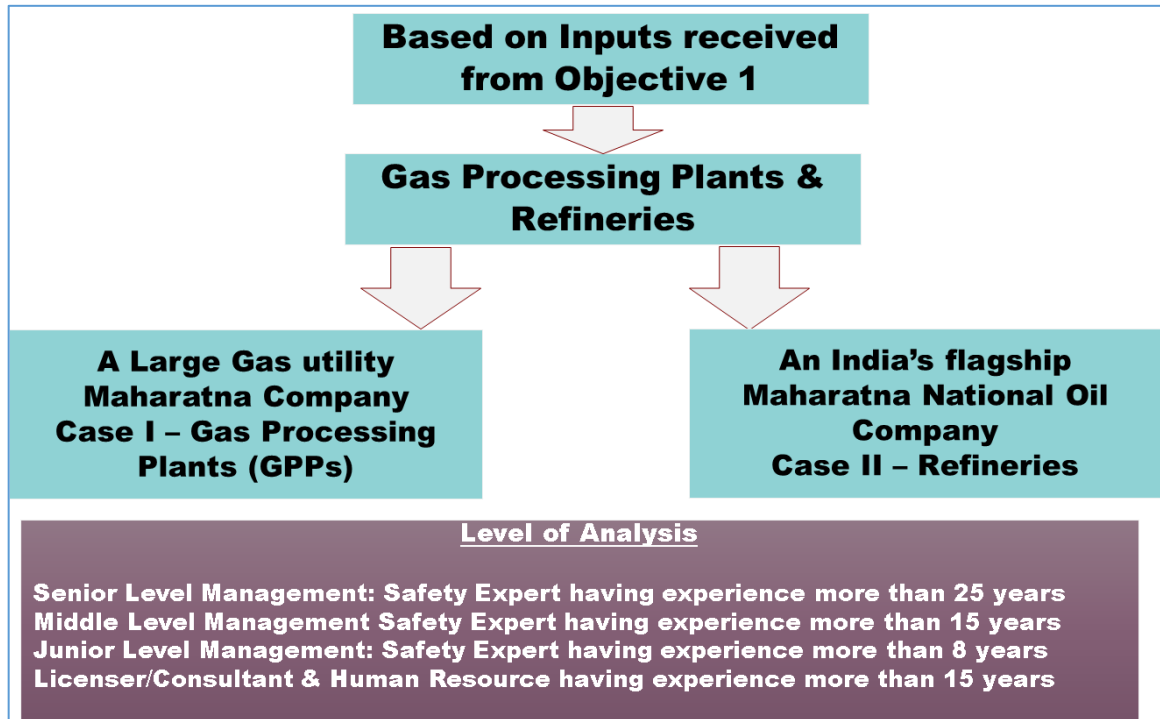 Based on Inputs received
from Objective 1
Gas Processing Plants &
Refineries
A Large Gas utility
Maharatna Company
Case I – Gas Processing
Plants (GPPs)
An India’s flagship
Maharatna National Oil
Company
Case II – Refineries
Level of Analysis
Senior Level Management: Safety Expert having experience more than 25 years
Middle Level Management Safety Expert having experience more than 15 years
Junior Level Management: Safety Expert having experience more than 8 years
Licenser/Consultant & Human Resource having experience more than 15 years